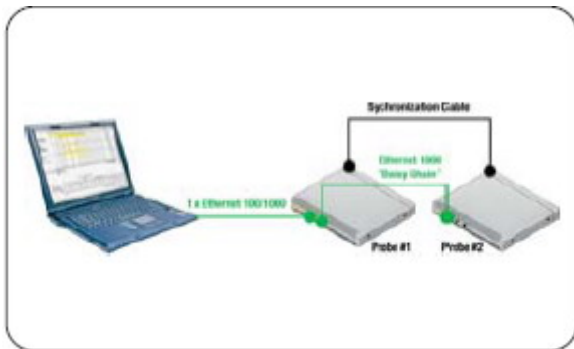 Sychronization Cable
Ethernet 1000
"Daisy Chain"
1 x Ethernet 100/1000
Probe #1
Probe #2